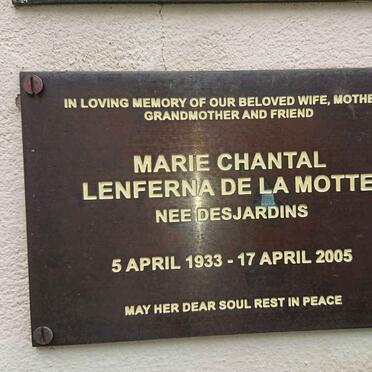 IN LOVING MEMORY OF OUR BELOVED WIFE, MOTHE
GRANDMOTHER AND FRIEND
MARIE CHANTAL
LENFERNA DE LA MOTTE
NEE DESJARDINS
5 APRIL 1933 - 17 APRIL 2005
MAY HER DEAR SOUL REST IN PEACE